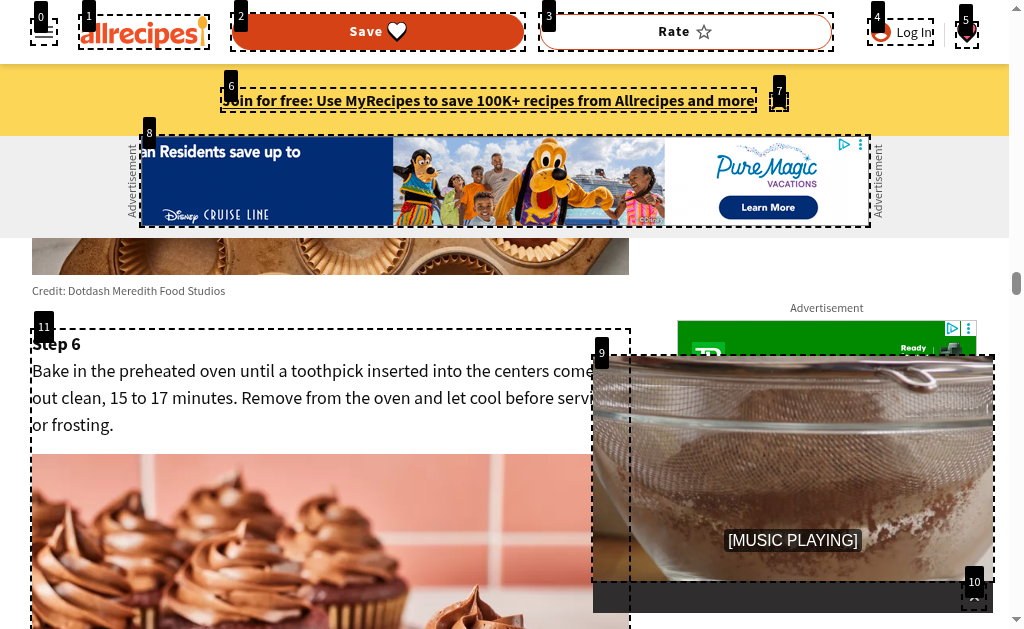 0
1
2
3
4
5
allrecipes
Save
Rate
Log In
6
7
Join for free: Use MyRecipes to save 100K+ recipes from Allrecipes and more
8
Advertisement
an Residents save up to
Disney CRUISE LINE
PureMagic
VACATIONS
Learn More
Advertisement
Credit: Dotdash Meredith Food Studios
Advertisement
11
Step 6
Ready
9
Bake in the preheated oven until a toothpick inserted into the centers come
out clean, 15 to 17 minutes. Remove from the oven and let cool before servi
or frosting.
[MUSIC PLAYING]
10